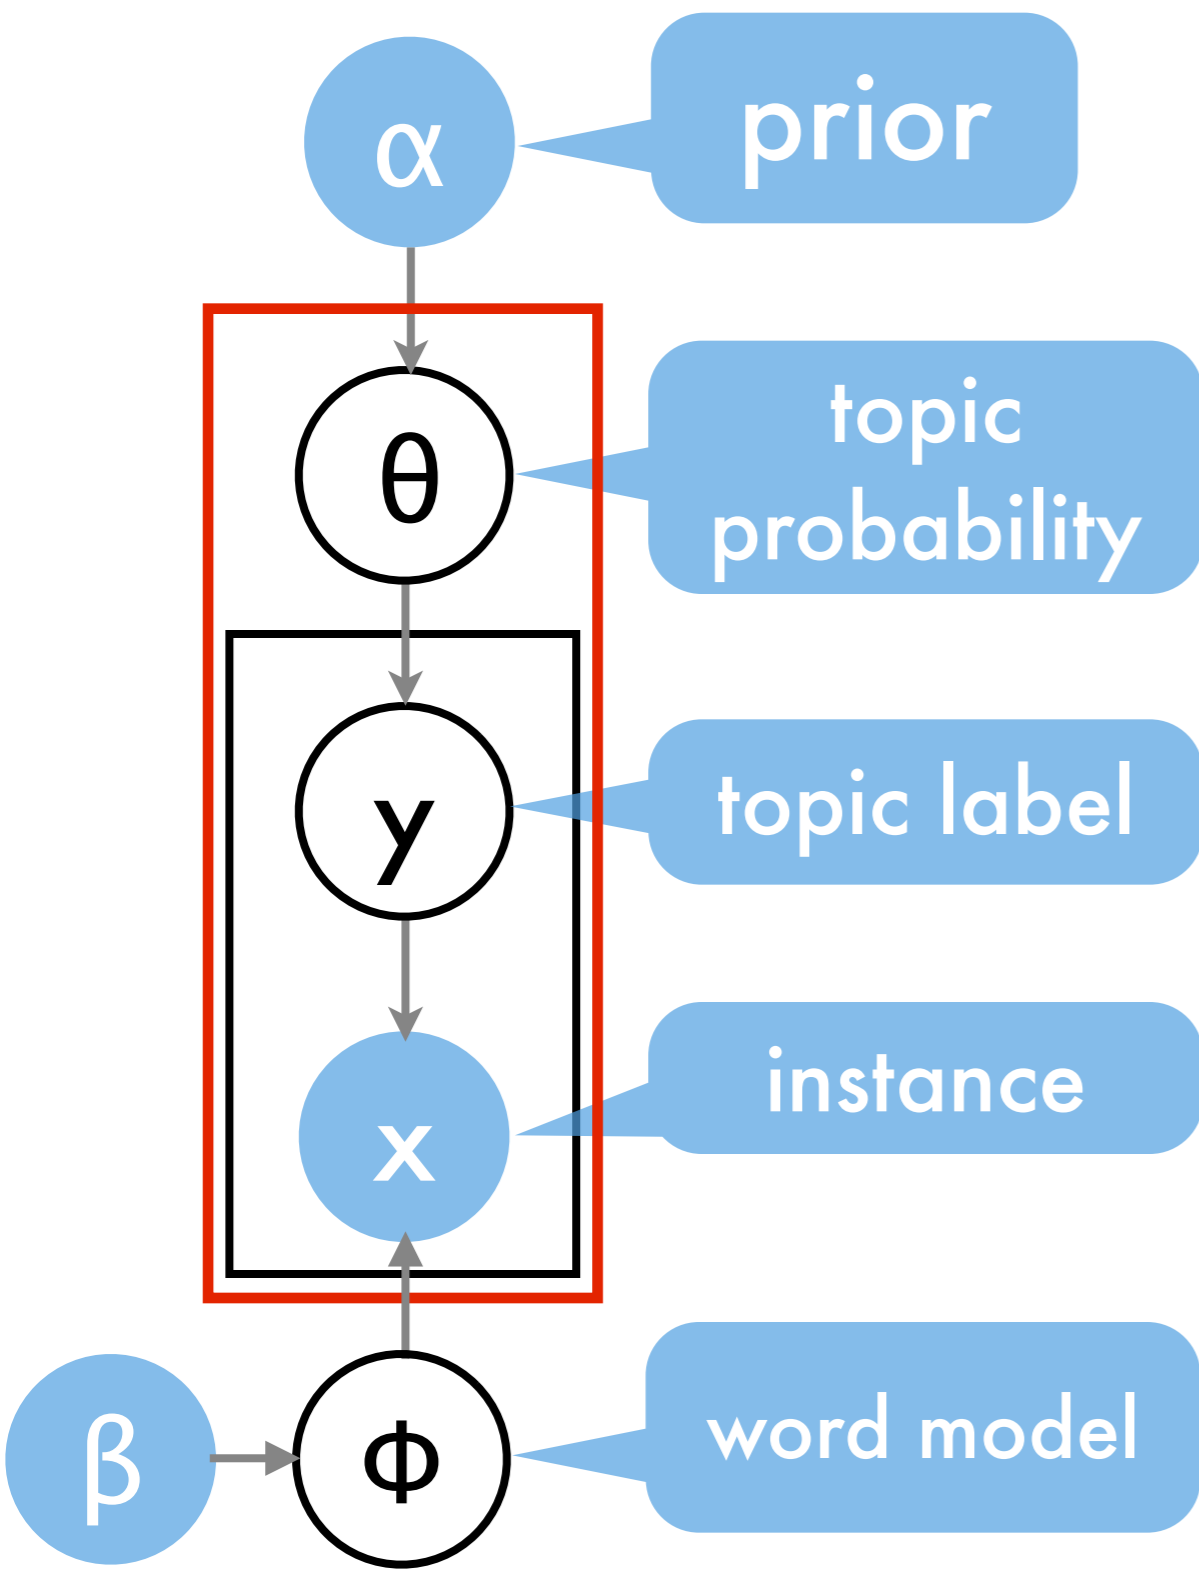 α
prior
θ
topic
probability
y
topic label
x
instance
β
Φ
word model